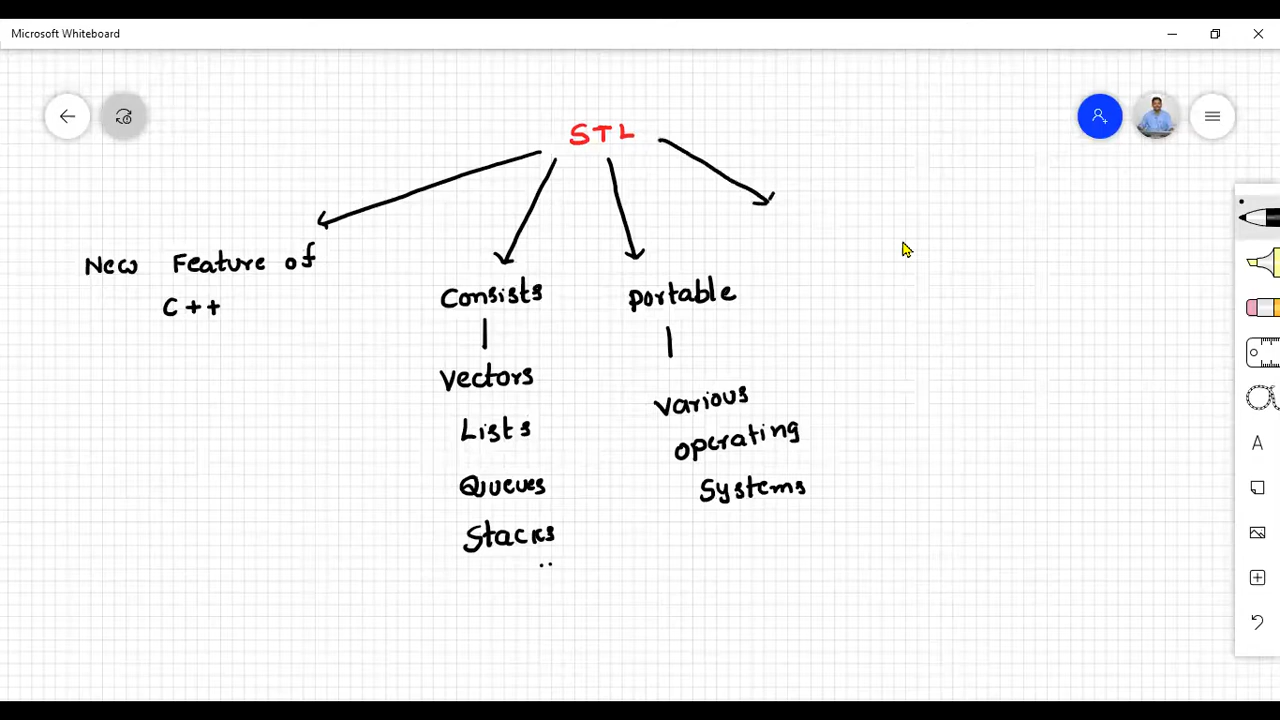 Microsoft Whiteboard
STL
New Feature of
C++
Consists
Vectors
Lists
Queues
Stacks
..
Portable
Various
operating
Systems
A